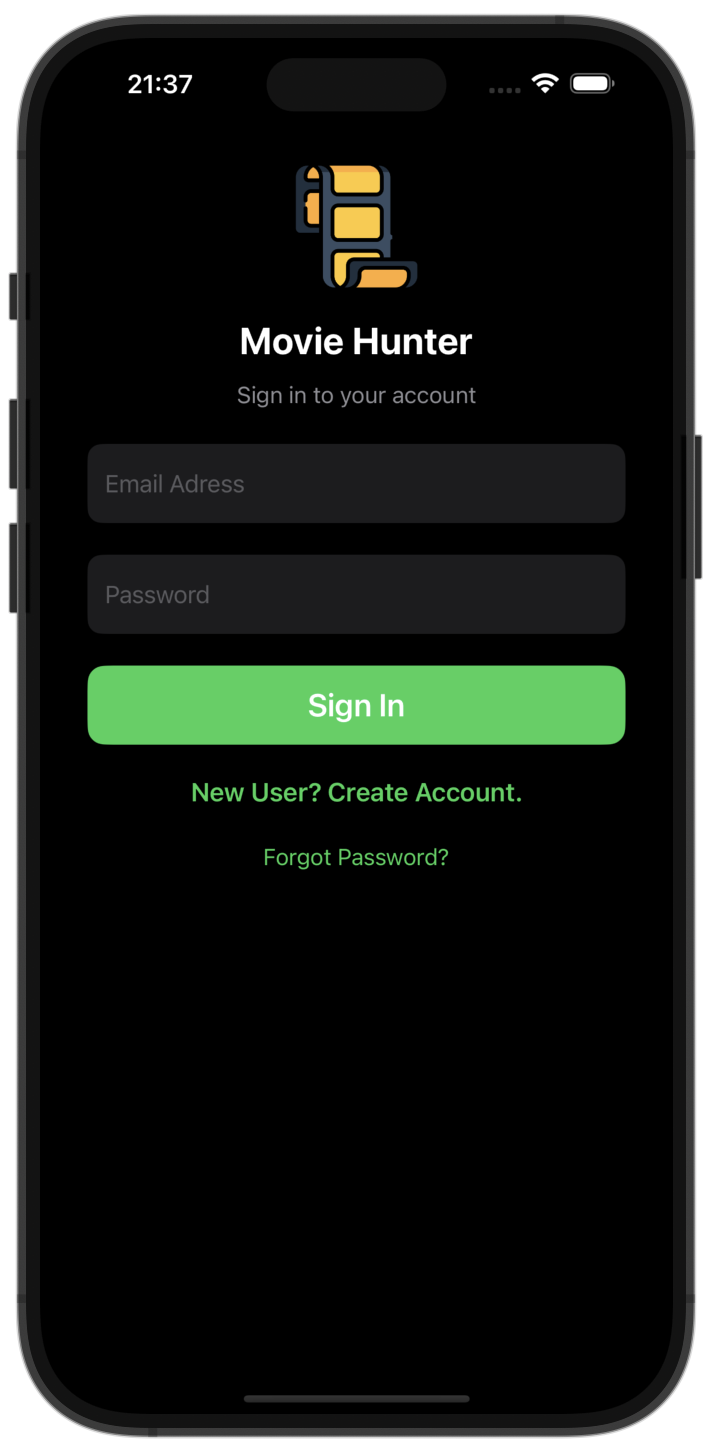 21:37
Movie Hunter
Sign in to your account
Email Adress
Password
Sign In
New User? Create Account.
Forgot Password?